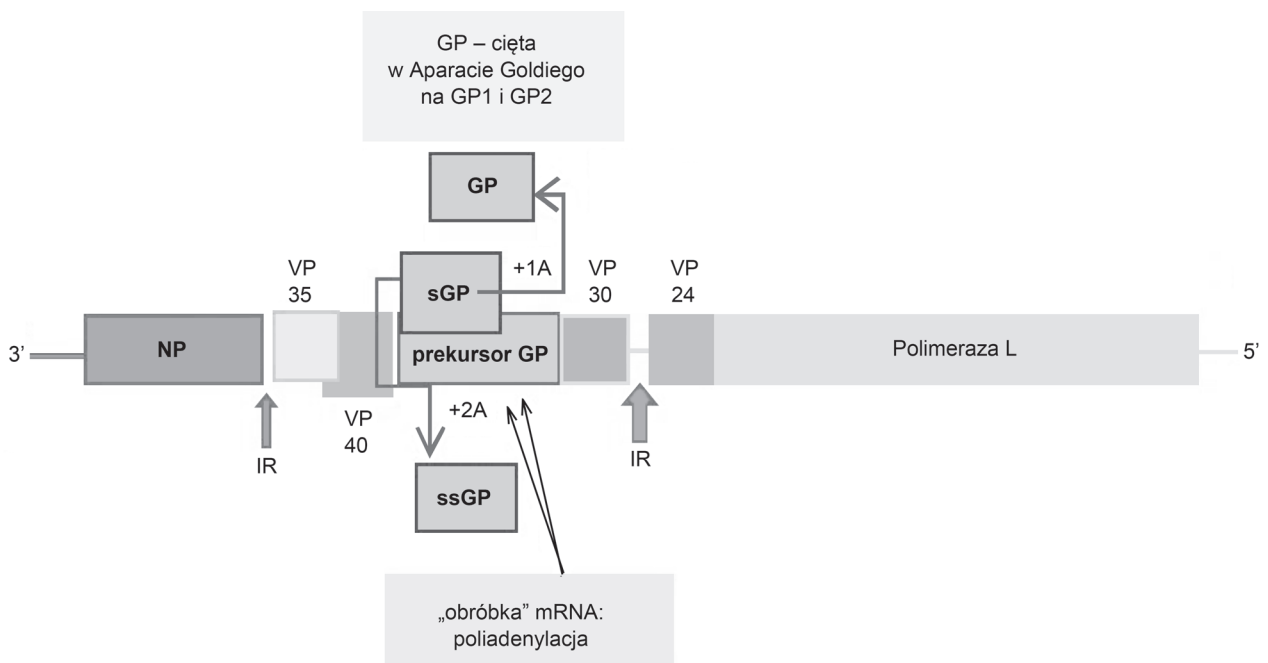 GP – cięta
w Aparacie Goldiego
na GP1 i GP2
GP
+1A
sGP
VP
35
VP
30
VP
24
3’
NP
prekursor GP
Polimeraza L
5’
+2A
VP
40
IR
IR
ssGP
„obróbka” mRNA:
poliadenylacja